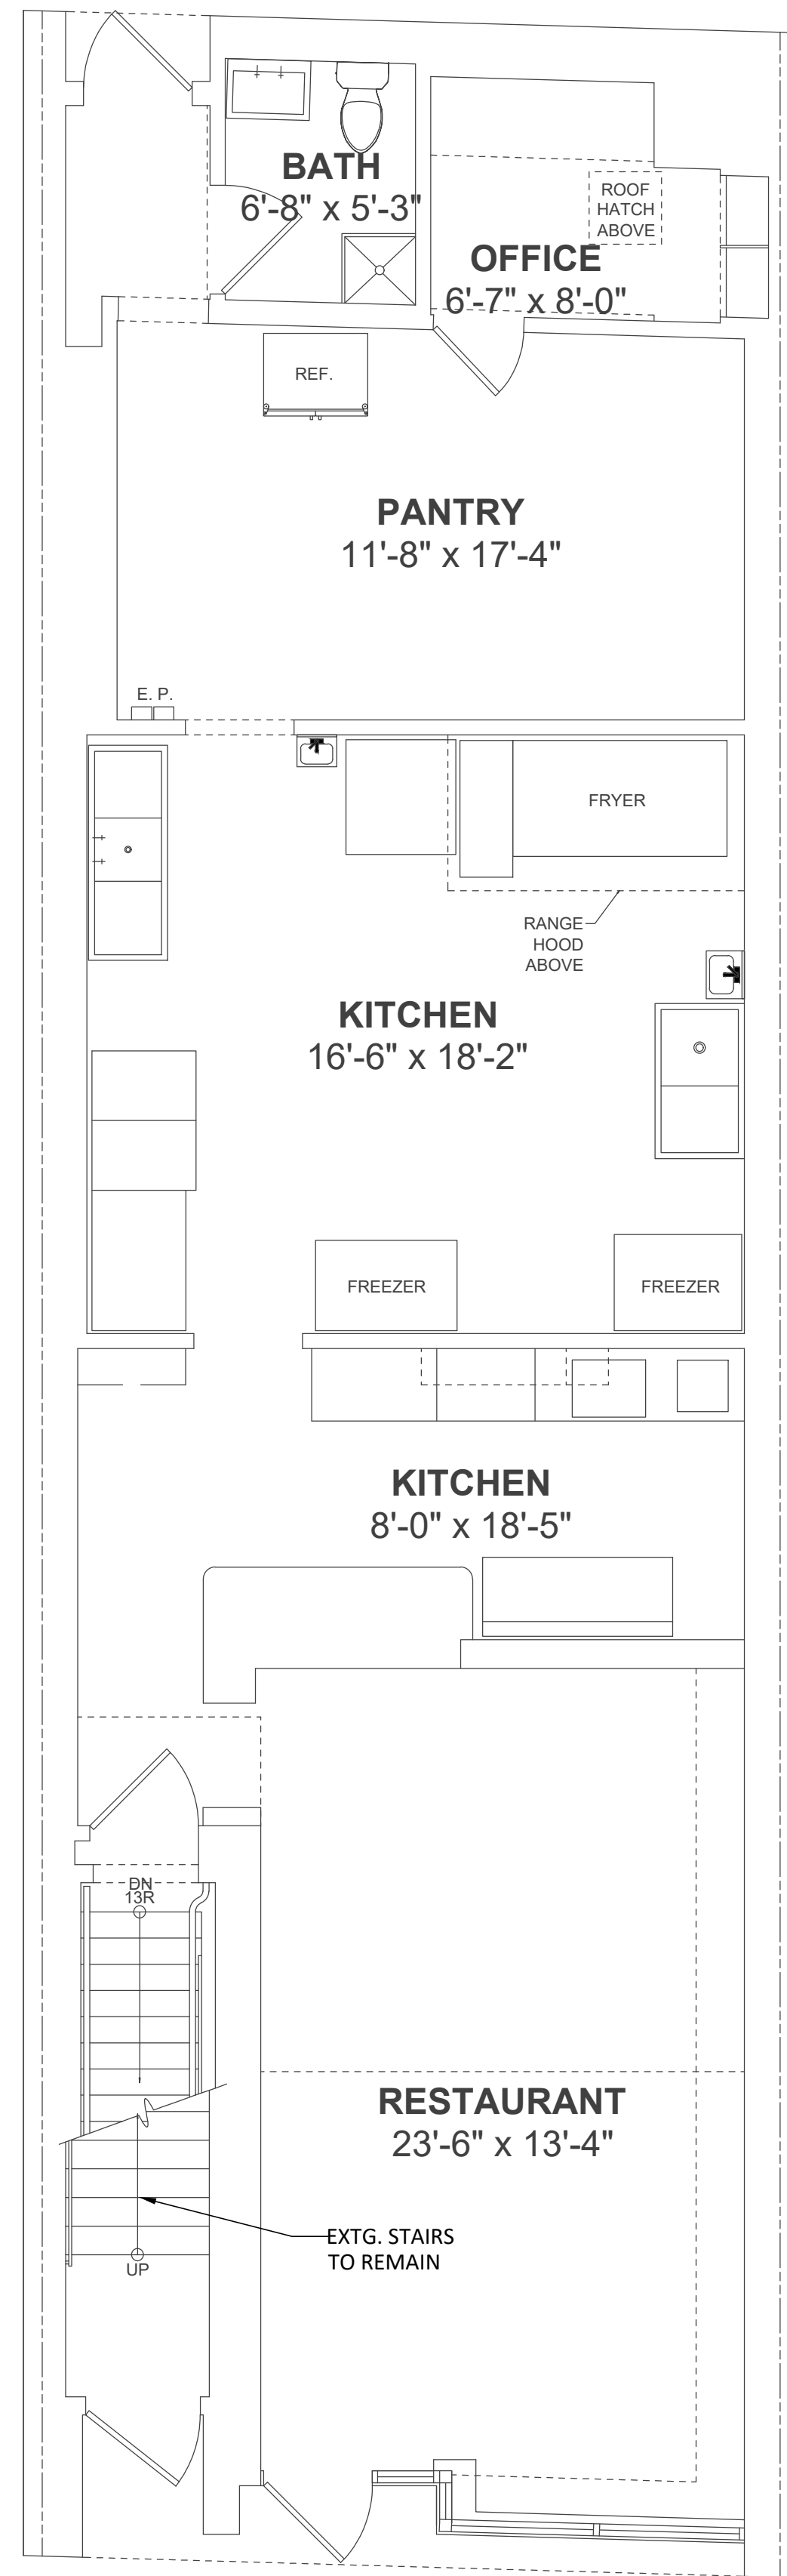 BATH
6'-8" x 5'-3"
ROOF
HATCH
ABOVE
OFFICE
6'-7" x 8'-0"
REF.
PANTRY
11'-8" x 17'-4"
E. P.
FRYER
RANGE
HOOD
ABOVE
KITCHEN
16'-6" x 18'-2"
FREEZER
FREEZER
KITCHEN
8'-0" x 18'-5"
DN
13R
RESTAURANT
23'-6" x 13'-4"
EXTG. STAIRS
TO REMAIN
UP